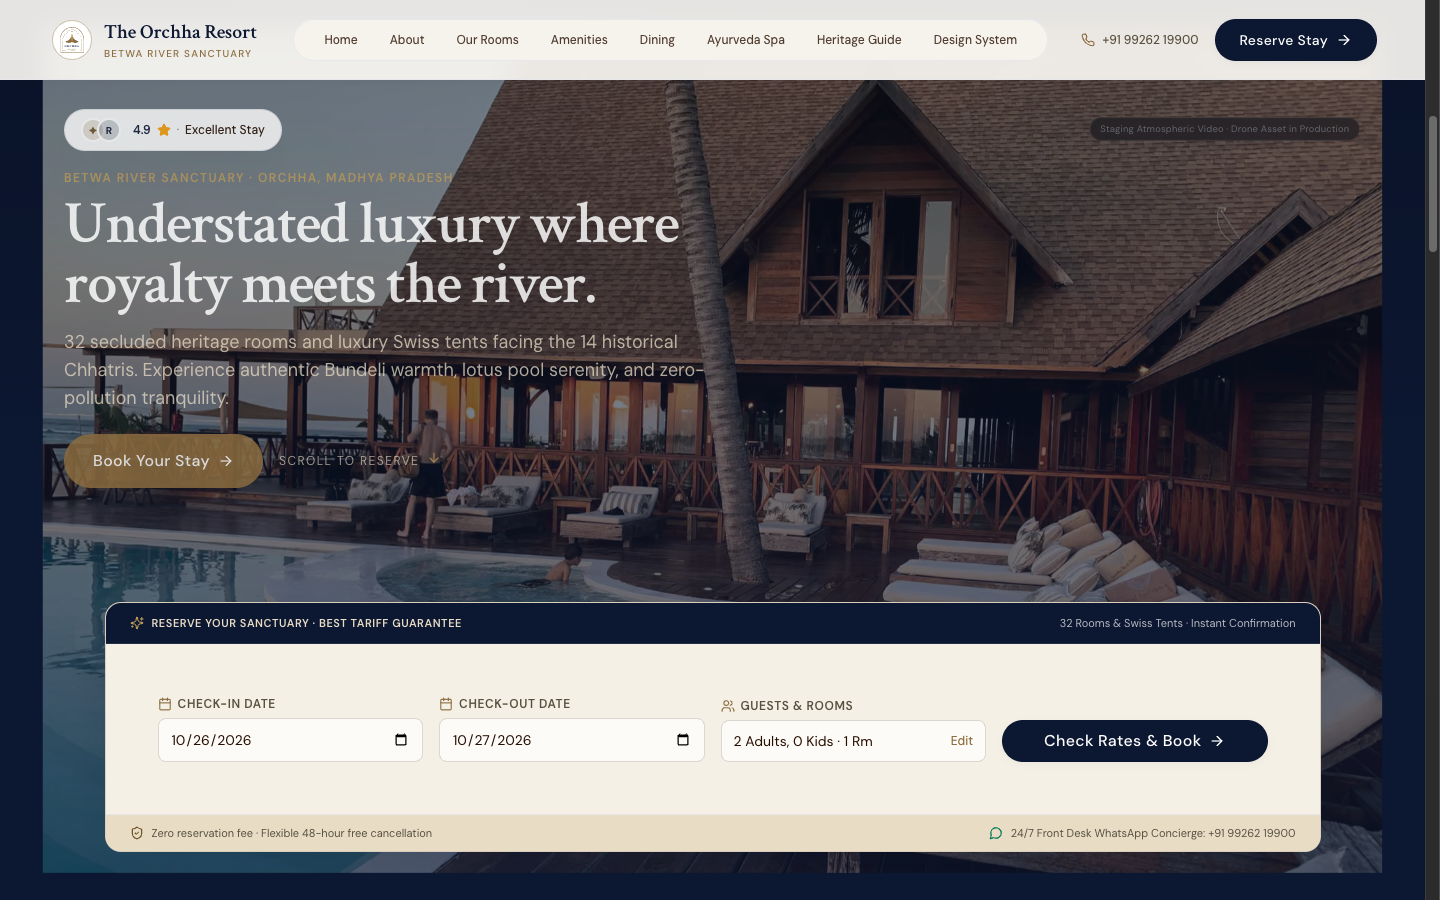 The Orchha Resort
BETWA RIVER SANCTUARY
Home
About
Our Rooms
Amenities
Dining
Ayurveda Spa
Heritage Guide
Design System
+91 99262 19900
Reserve Stay
R
4.9 · Excellent Stay
Staging Atmospheric Video · Drone Asset in Production
BETWA RIVER SANCTUARY · ORCHHA, MADHYA PRADESH
Understated luxury where
royalty meets the river.
32 secluded heritage rooms and luxury Swiss tents facing the 14 historical
Chhatris. Experience authentic Bundeli warmth, lotus pool serenity, and zero-
pollution tranquility.
Book Your Stay
SCROLL TO RESERVE
RESERVE YOUR SANCTUARY · BEST TARIFF GUARANTEE
32 Rooms & Swiss Tents · Instant Confirmation
CHECK-IN DATE
10/26/2026
CHECK-OUT DATE
10/27/2026
GUESTS & ROOMS
2 Adults, 0 Kids · 1 Rm
Edit
Check Rates & Book
Zero reservation fee · Flexible 48-hour free cancellation
24/7 Front Desk WhatsApp Concierge: +91 99262 19900